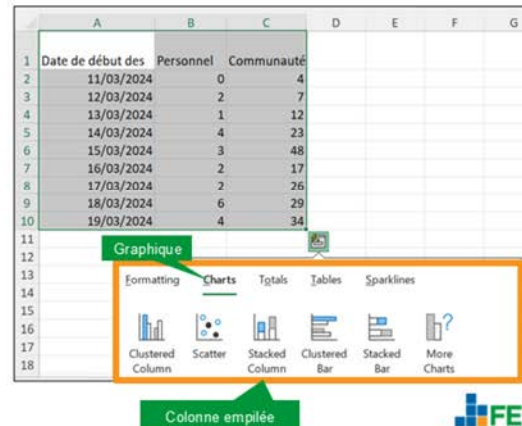 A B C D E F G
1 Date de début des Personnel Communauté
2 11/03/2024 0 4
3 12/03/2024 2 7
4 13/03/2024 1 12
5 14/03/2024 4 23
6 15/03/2024 3 48
7 16/03/2024 2 17
8 17/03/2024 2 26
9 18/03/2024 6 29
10 19/03/2024 4 34
11
12
Graphique
13 Formatting Charts Totals Tables Sparklines
14
15
16
17 Clustered Column Scatter Stacked Column Clustered Bar Stacked Bar More Charts
18
Colonne empilée
FE